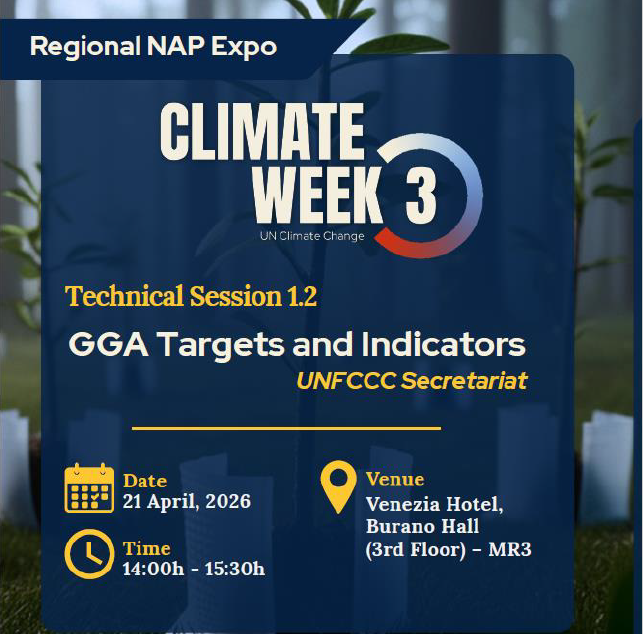 Regional NAP Expo
CLIMATE
WEEK 3
UN Climate Change
Technical Session 1.2
GGA Targets and Indicators
UNFCCC Secretariat
Date
21 April, 2026
Time
14:00h - 15:30h
Venue
Venezia Hotel,
Burano Hall
(3rd Floor) – MR3